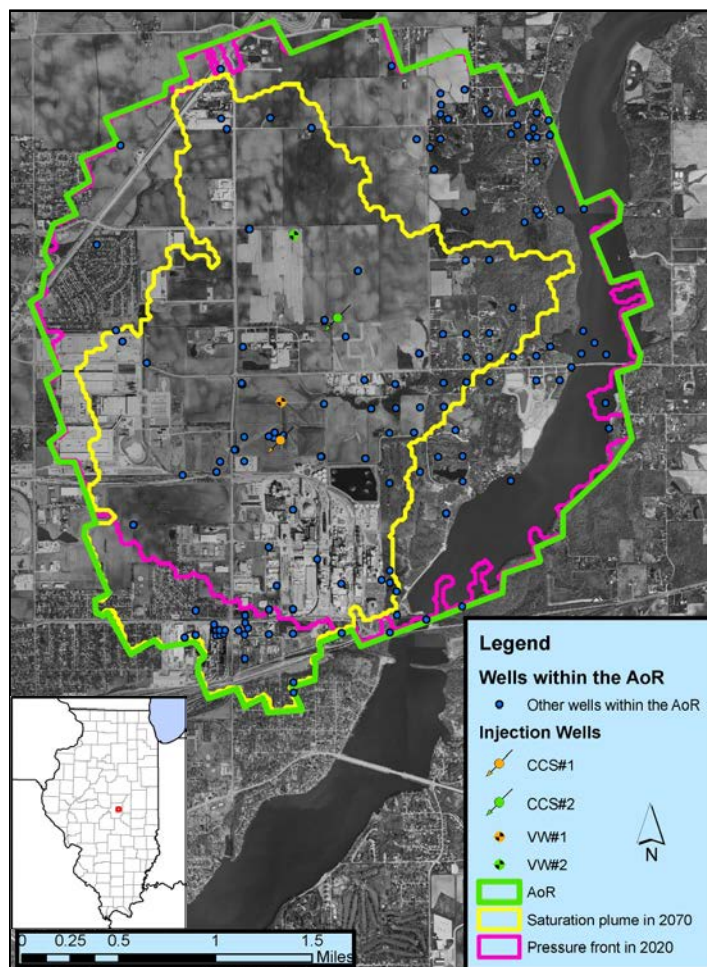 Legend
Wells within the AoR
Other wells within the AoR
Injection Wells
CCS#1
CCS#2
VW#1
VW#2
N
AoR
Saturation plume in 2070
Pressure front in 2020
0 0.25 0.5 1 1.5
Miles